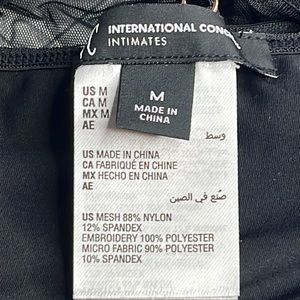 INTERNATIONAL CONC
INTIMATES
M
MADE IN
CHINA
US M
CA M
MX M
AE
وسط
US MADE IN CHINA
CA FABRIQUÉ EN CHINE
MX HECHO EN CHINA
AE
صنع في الصين
US MESH 88% NYLON
12% SPANDEX
EMBROIDERY 100% POLYESTER
MICRO FABRIC 90% POLYESTER
10% SPANDEX